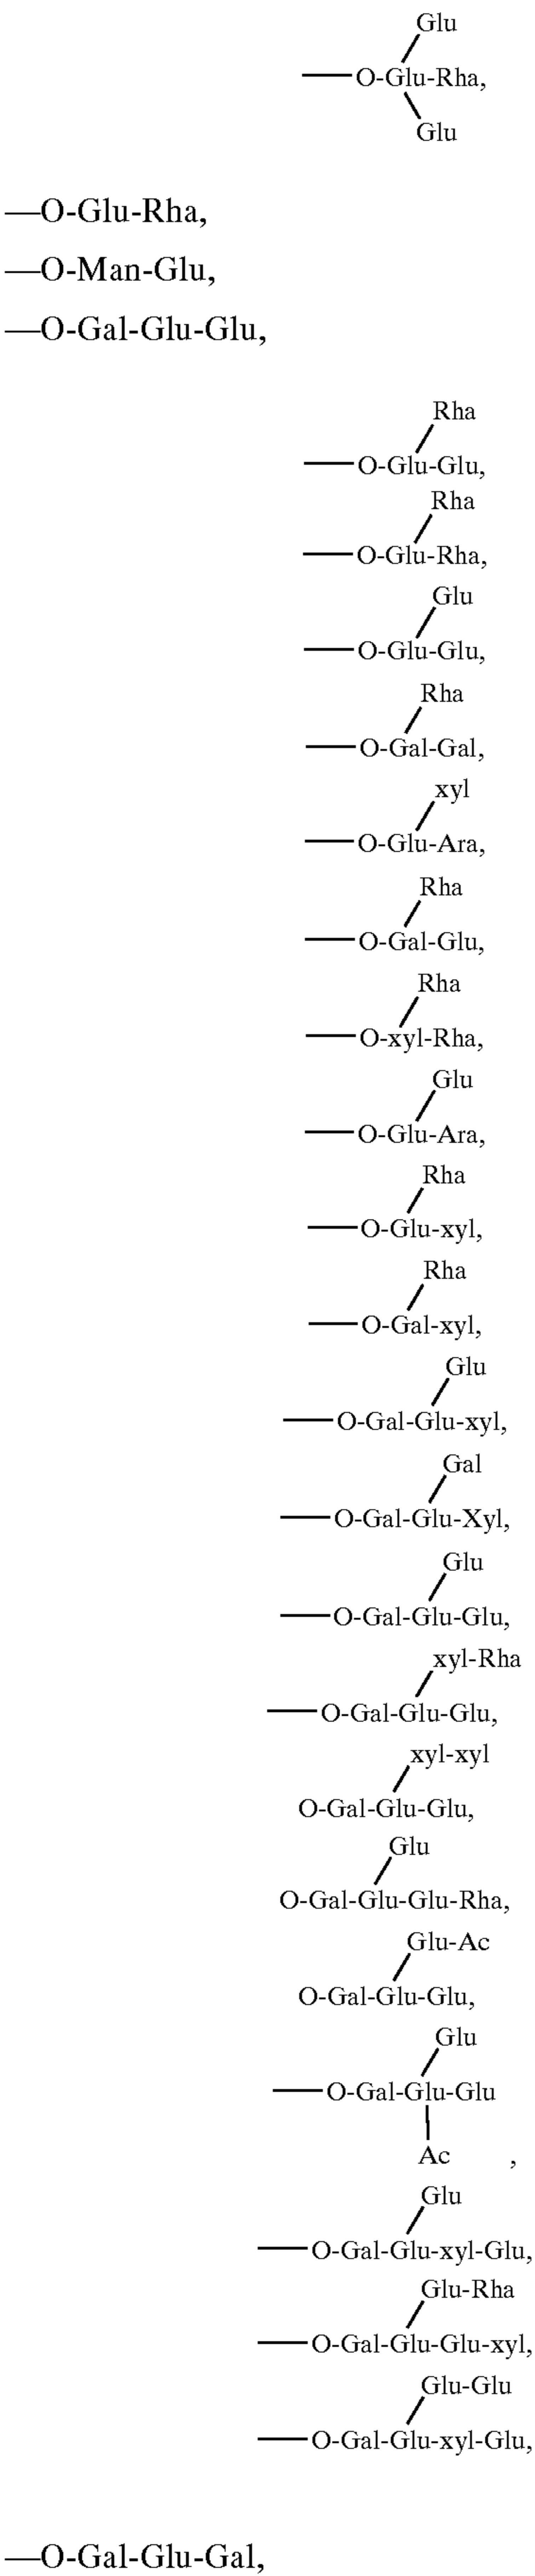 Glu
—O-Glu-Rha,
Glu
—O-Glu-Rha,
—O-Man-Glu,
—O-Gal-Glu-Glu,
Rha
—O-Glu-Glu,
Rha
—O-Glu-Rha,
Glu
—O-Glu-Glu,
Rha
—O-Gal-Gal,
xyl
—O-Glu-Ara,
Rha
—O-Gal-Glu,
Rha
—O-xyl-Rha,
Glu
—O-Glu-Ara,
Rha
—O-Glu-xyl,
Rha
—O-Gal-xyl,
Glu
—O-Gal-Glu-xyl,
Gal
—O-Gal-Glu-Xyl,
Glu
—O-Gal-Glu-Glu,
xyl-Rha
—O-Gal-Glu-Glu,
xyl-xyl
O-Gal-Glu-Glu,
Glu
O-Gal-Glu-Glu-Rha,
Glu-Ac
O-Gal-Glu-Glu,
Glu
—O-Gal-Glu-Glu
Ac ,
Glu
—O-Gal-Glu-xyl-Glu,
Glu-Rha
—O-Gal-Glu-Glu-xyl,
Glu-Glu
—O-Gal-Glu-xyl-Glu,
—O-Gal-Glu-Gal,